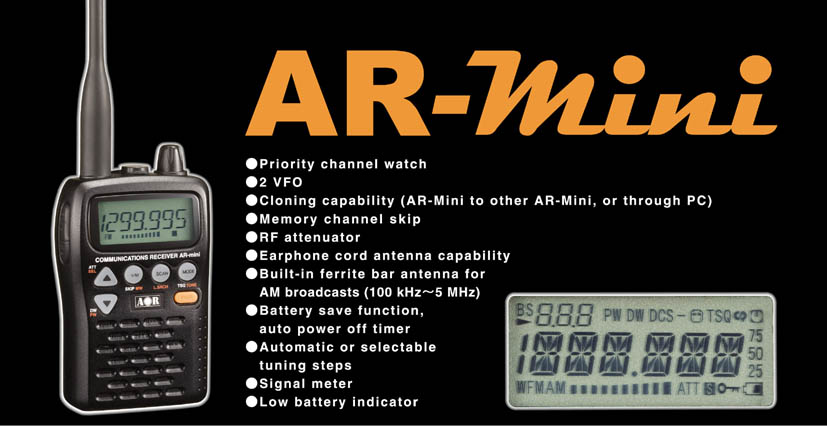 AR-Mini
●Priority channel watch
●2 VFO
●Cloning capability (AR-Mini to other AR-Mini, or through PC)
●Memory channel skip
●RF attenuator
●Earphone cord antenna capability
●Built-in ferrite bar antenna for
AM broadcasts (100 kHz～5 MHz)
●Battery save function,
auto power off timer
●Automatic or selectable
tuning steps
●Signal meter
●Low battery indicator
1299.995
FM
COMMUNICATIONS RECEIVER AR-mini
ATT
SEL
V/M
SCAN
MODE
SKIP MW
L.SRCH
TSQ TONE
DW
PW
AOR
BS 8.8.8 PW DW DCS - TSQ
1888.888
75
50
25
WFMAM ATT S